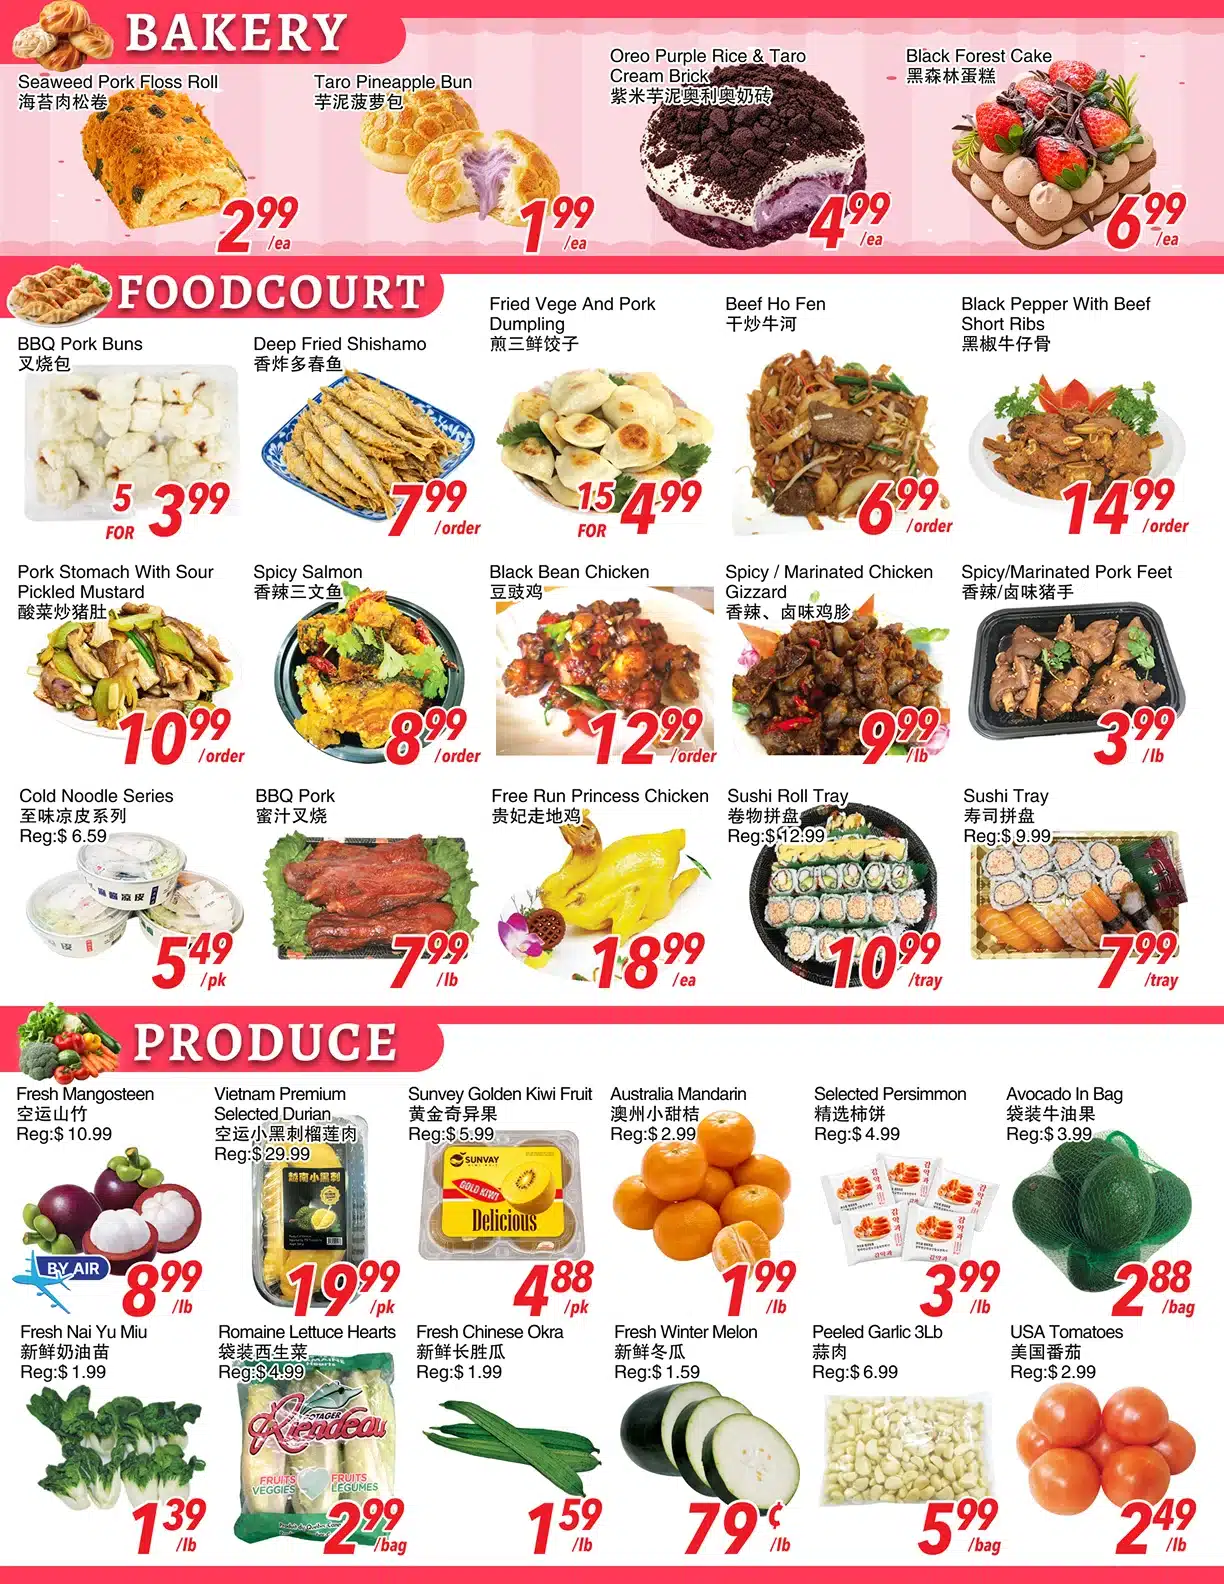 BAKERY
Seaweed Pork Floss Roll
海苔肉松卷
2.99 /ea
Taro Pineapple Bun
芋泥菠萝包
1.99 /ea
Oreo Purple Rice & Taro
Cream Brick
紫米芋泥奥利奥奶砖
4.99 /ea
Black Forest Cake
黑森林蛋糕
6.99 /ea
FOODCOURT
BBQ Pork Buns
叉烧包
5 FOR 3.99
Deep Fried Shishamo
香炸多春鱼
7.99 /order
Fried Vege And Pork
Dumpling
煎三鲜饺子
15 FOR 4.99
Beef Ho Fen
干炒牛河
6.99 /order
Black Pepper With Beef
Short Ribs
黑椒牛仔骨
14.99 /order
Pork Stomach With Sour
Pickled Mustard
酸菜炒猪肚
10.99 /order
Spicy Salmon
香辣三文鱼
8.99 /order
Black Bean Chicken
豆豉鸡
12.99 /order
Spicy / Marinated Chicken
Gizzard
香辣、卤味鸡胗
9.99 /lb
Spicy/Marinated Pork Feet
香辣/卤味猪手
3.99 /lb
Cold Noodle Series
至味凉皮系列
Reg:$ 6.59
5.49 /pk
BBQ Pork
蜜汁叉烧
7.99 /lb
Free Run Princess Chicken
贵妃走地鸡
18.99 /ea
Sushi Roll Tray
卷物拼盘
Reg:$ 12.99
10.99 /tray
Sushi Tray
寿司拼盘
Reg:$ 9.99
7.99 /tray
PRODUCE
Fresh Mangosteen
空运山竹
Reg:$ 10.99
BY AIR
8.99 /lb
Vietnam Premium
Selected Durian
空运小黑刺榴莲肉
Reg:$ 29.99
越南小黑刺
19.99 /pk
Sunvey Golden Kiwi Fruit
黄金奇异果
Reg:$ 5.99
SUNVAY
GOLD KIWI
Delicious
4.88 /pk
Australia Mandarin
澳州小甜桔
Reg:$ 2.99
1.99 /lb
Selected Persimmon
精选柿饼
Reg:$ 4.99
3.99 /lb
Avocado In Bag
袋装牛油果
Reg:$ 3.99
2.88 /bag
Fresh Nai Yu Miu
新鲜奶油苗
Reg:$ 1.99
1.39 /lb
Romaine Lettuce Hearts
袋装西生菜
Reg:$ 4.99
POTAGER
Riendeau
FRUITS VEGGIES
FRUITS LEGUMES
2.99 /bag
Fresh Chinese Okra
新鲜长胜瓜
Reg:$ 1.99
1.59 /lb
Fresh Winter Melon
新鲜冬瓜
Reg:$ 1.59
79¢ /lb
Peeled Garlic 3Lb
蒜肉
Reg:$ 6.99
5.99 /bag
USA Tomatoes
美国番茄
Reg:$ 2.99
2.49 /lb